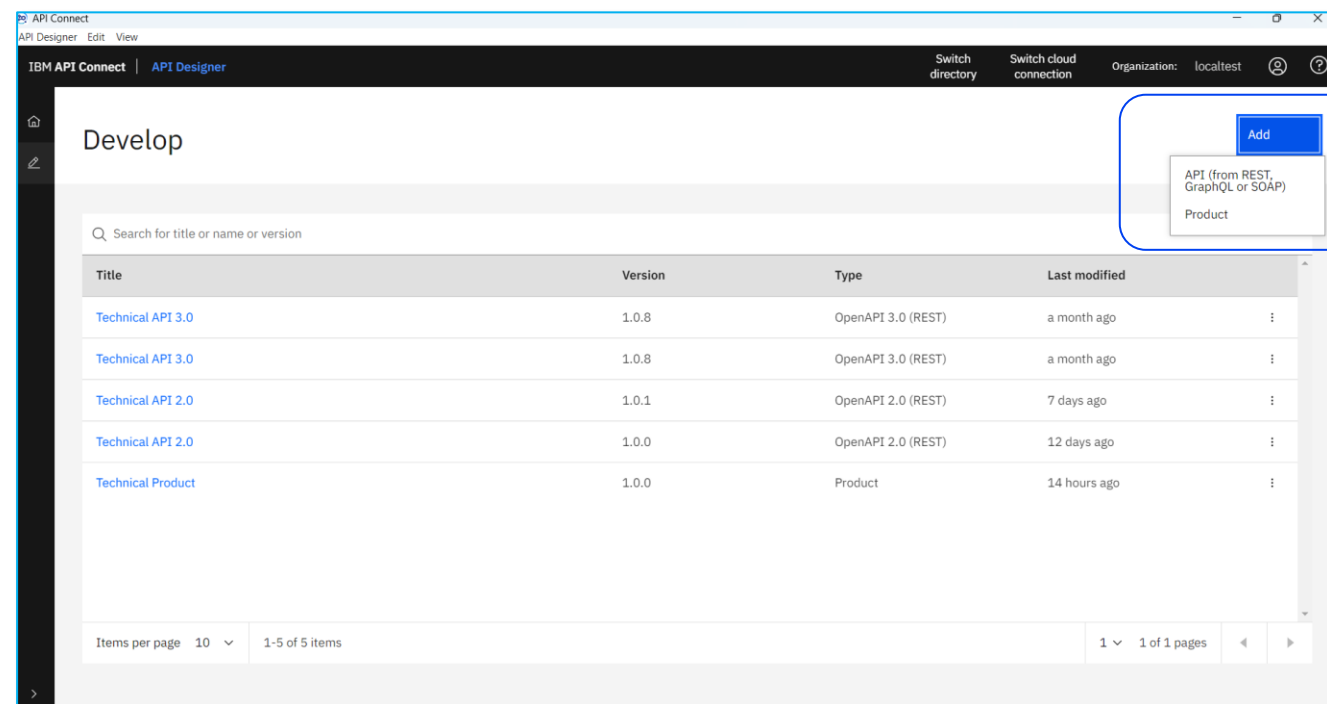 API Connect
API Designer Edit View
IBM API Connect | API Designer
Switch directory
Switch cloud connection
Organization: localtest
Develop
Add
API (from REST,
GraphQL or SOAP)
Product
Search for title or name or version
Title Version Type Last modified
Technical API 3.0 1.0.8 OpenAPI 3.0 (REST) a month ago
Technical API 3.0 1.0.8 OpenAPI 3.0 (REST) a month ago
Technical API 2.0 1.0.1 OpenAPI 2.0 (REST) 7 days ago
Technical API 2.0 1.0.0 OpenAPI 2.0 (REST) 12 days ago
Technical Product 1.0.0 Product 14 hours ago
Items per page 10 1-5 of 5 items 1 1 of 1 pages